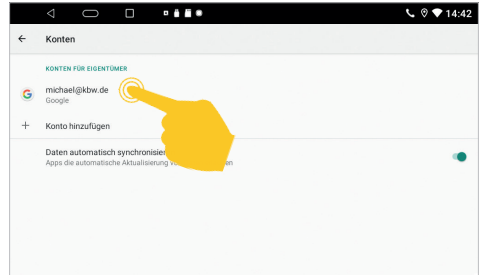 14:42
Konten
KONTEN FÜR EIGENTÜMER
michael@kbw.de
Google
Konto hinzufügen
Daten automatisch synchronisier
Apps die automatische Aktualisierung v en